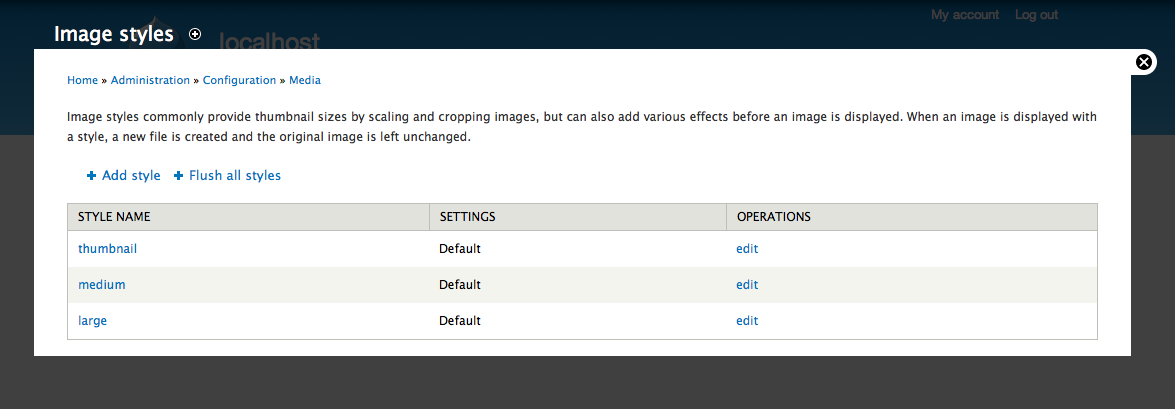 My account Log out
Image styles
localhost
Home » Administration » Configuration » Media
Image styles commonly provide thumbnail sizes by scaling and cropping images, but can also add various effects before an image is displayed. When an image is displayed with
a style, a new file is created and the original image is left unchanged.
Add style Flush all styles
STYLE NAME SETTINGS OPERATIONS
thumbnail Default edit
medium Default edit
large Default edit